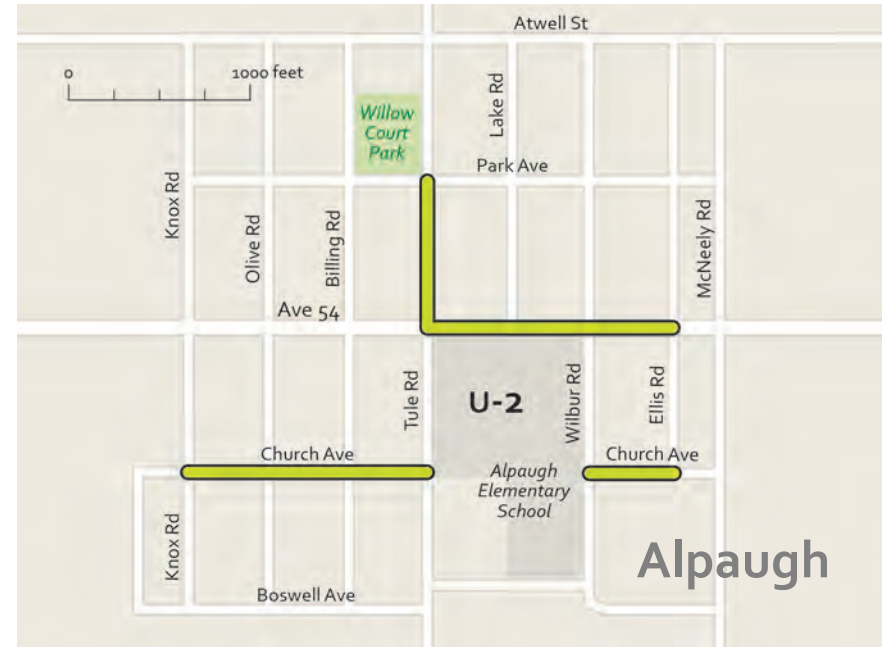 Atwell St
0 1000 feet
Willow
Court
Park
Lake Rd
Park Ave
Knox Rd
Olive Rd
Billing Rd
McNeely Rd
Ave 54
Tule Rd
U-2
Wilbur Rd
Ellis Rd
Church Ave
Church Ave
Alpaugh
Elementary
School
Knox Rd
Alpaugh
Boswell Ave